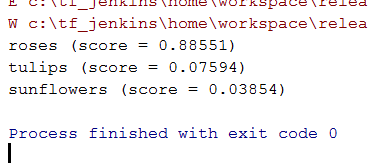 E c:\tf_jenkins\home\workspace\relea
W c:\tf_jenkins\home\workspace\relea
roses (score = 0.88551)
tulips (score = 0.07594)
sunflowers (score = 0.03854)
Process finished with exit code 0